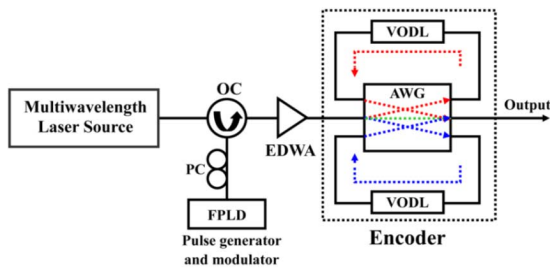 VODL
OC
AWG
Multiwavelength
Laser Source
Output
EDWA
PC
FPLD
VODL
Pulse generator
and modulator
Encoder